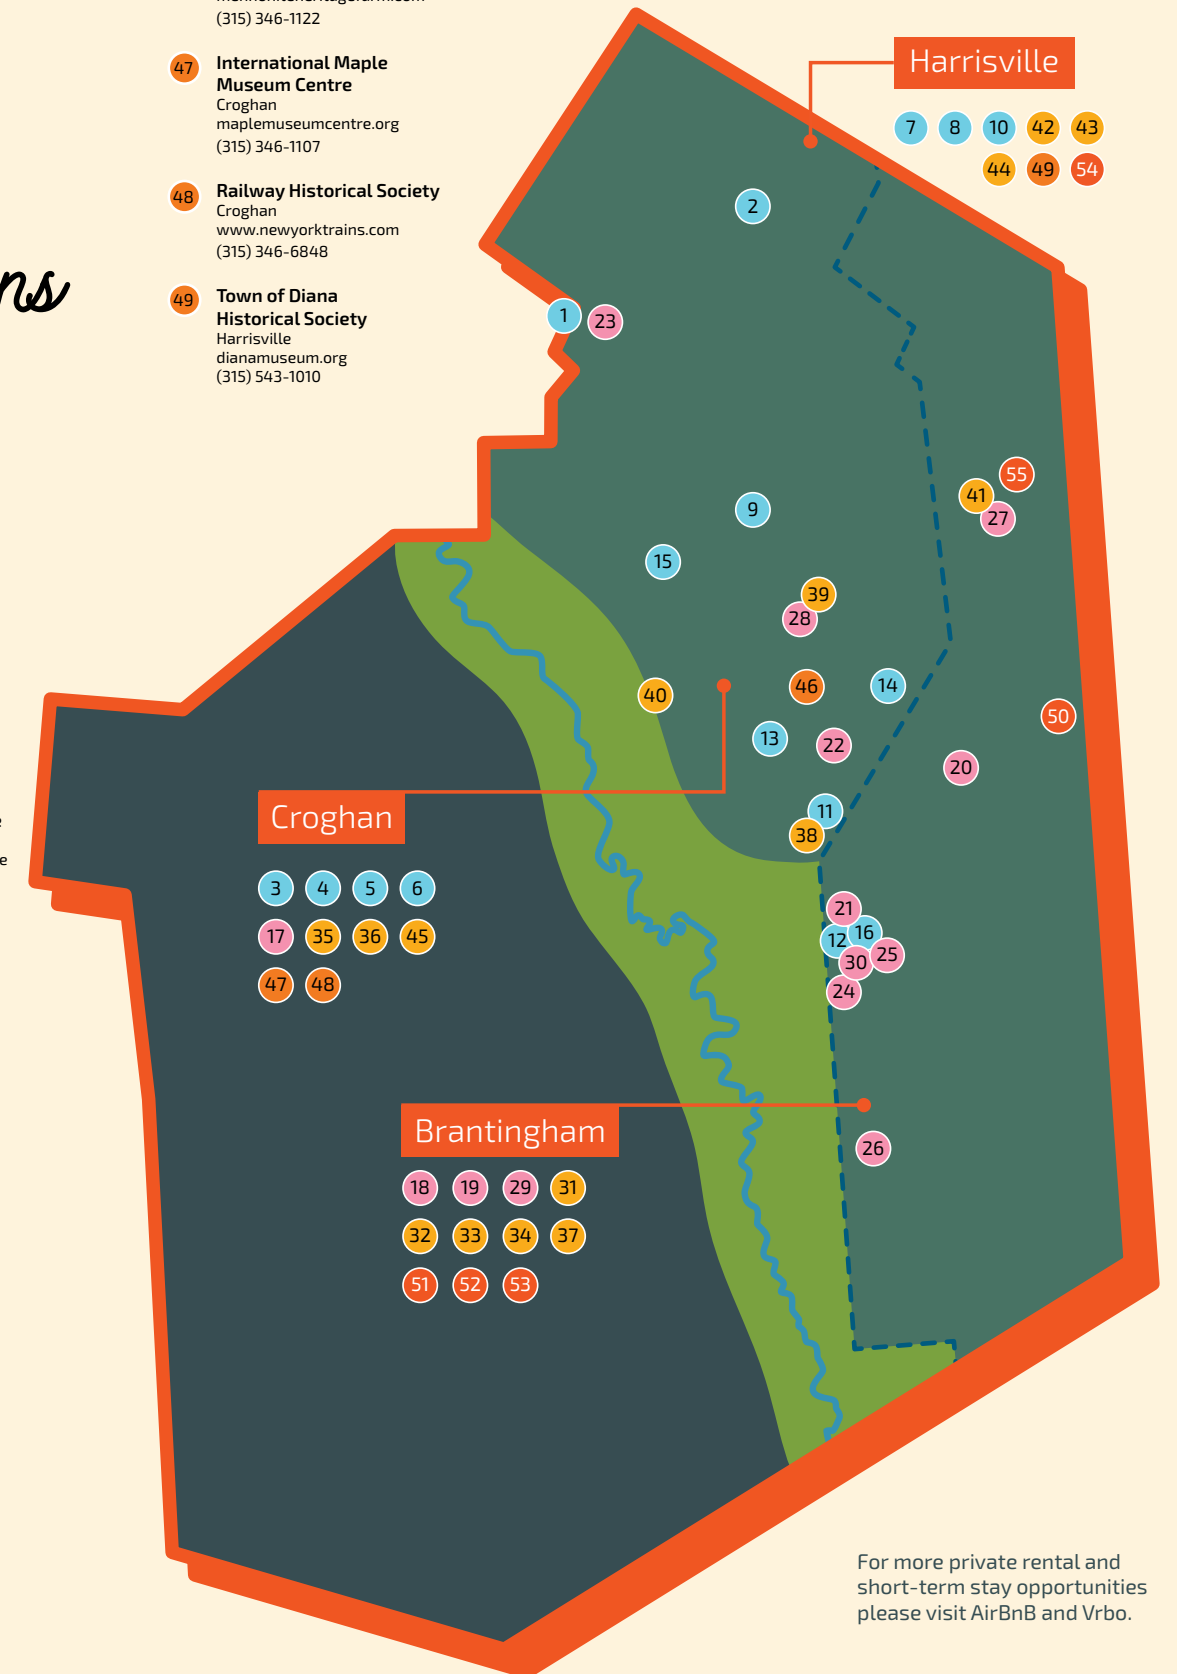 (315) 346-1122
47
International Maple
Museum Centre
Croghan
maplemuseumcentre.org
(315) 346-1107
48
Railway Historical Society
Croghan
www.newyorktrains.com
(315) 346-6848
49
Town of Diana
Historical Society
Harrisville
dianamuseum.org
(315) 543-1010
ns
e
e
Harrisville
7 8 10 42 43
44 49 54
2
1 23
55
41
27
9
15
39
28
40
46
14
50
13
22
20
11
38
Croghan
3 4 5 6
17 35 36 45
47 48
21
12 16
30 25
24
Brantingham
18 19 29 31
32 33 34 37
51 52 53
26
For more private rental and
short-term stay opportunities
please visit AirBnB and Vrbo.